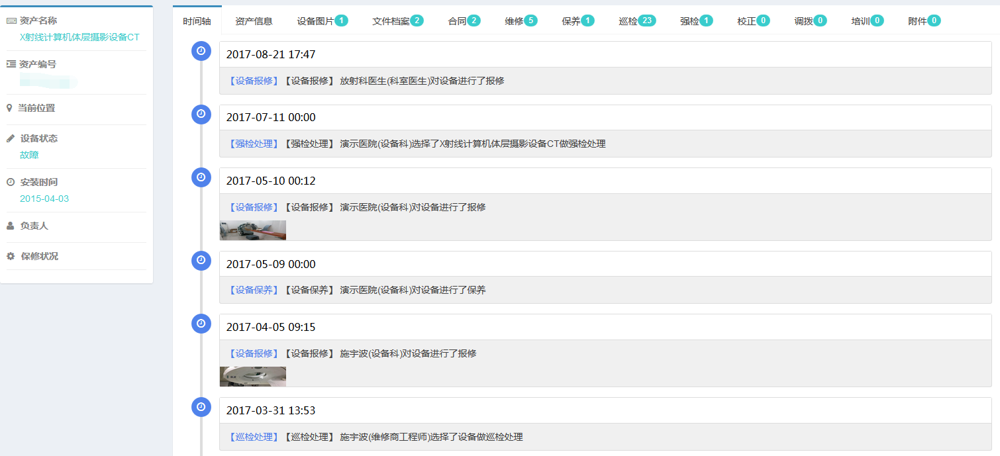 资产名称
X射线计算机体层摄影设备CT
资产编号
当前位置
设备状态
故障
安装时间
2015-04-03
负责人
保修状况
时间轴 资产信息 设备图片 1 文件档案 2 合同 2 维修 5 保养 1 巡检 23 强检 1 校正 0 调拨 0 培训 0 附件 0
2017-08-21 17:47
【设备报修】【设备报修】 放射科医生(科室医生)对设备进行了报修
2017-07-11 00:00
【强检处理】【强检处理】 演示医院(设备科)选择了X射线计算机体层摄影设备CT做强检处理
2017-05-10 00:12
【设备报修】【设备报修】 演示医院(设备科)对设备进行了报修
2017-05-09 00:00
【设备保养】【设备保养】 演示医院(设备科)对设备进行了保养
2017-04-05 09:15
【设备报修】【设备报修】 施宇波(设备科)对设备进行了报修
2017-03-31 13:53
【巡检处理】【巡检处理】 施宇波(维修商工程师)选择了设备做巡检处理